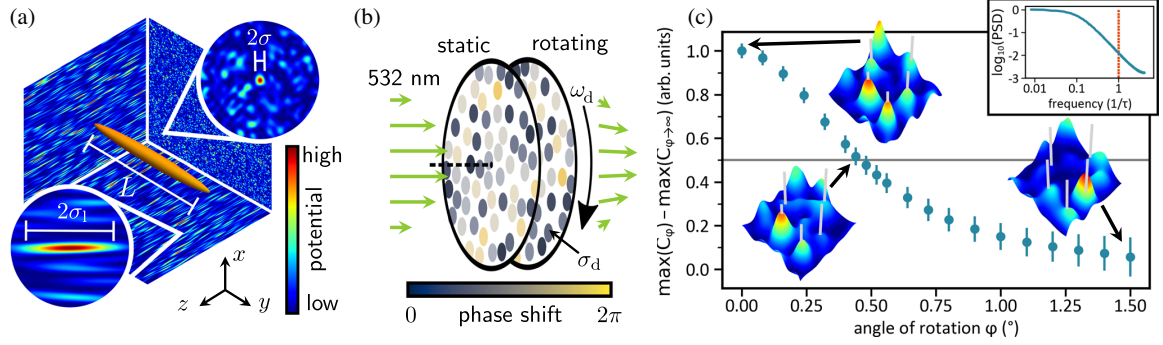 (a)
2σ
L
2σl
high
potential
low
x
z
y
(b)
static
rotating
532 nm
ωd
σd
0
phase shift
2π
(c)
max(Cφ) − max(Cφ→∞) (arb. units)
1.0
0.8
0.6
0.4
0.2
0.0
0.00
0.25
0.50
0.75
1.00
1.25
1.50
angle of rotation φ (°)
log10(PSD)
0
-1
-2
-3
0.01
0.1
1
frequency (1/τ)